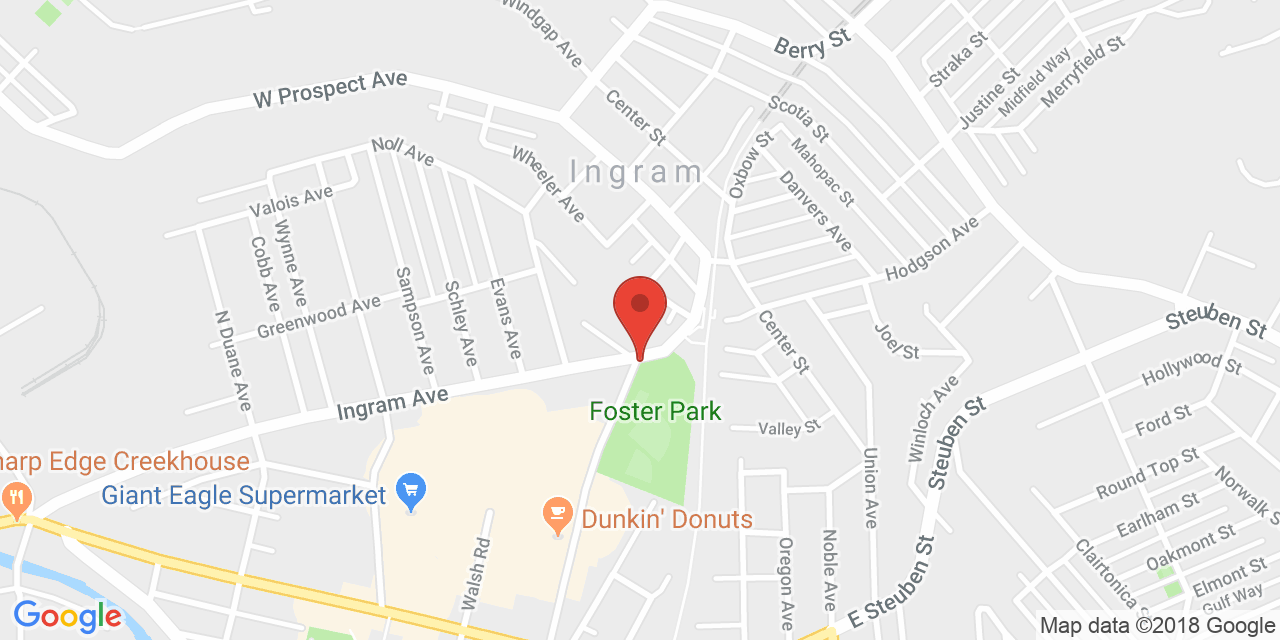 Windgap Ave
Berry St
Straka St
W Prospect Ave
Center St
Scotia St
Justine St
Midfield Way
Merryfield St
Noll Ave
Wheeler Ave
Ingram
Oxbow St
Mahopac St
Danvers Ave
Valois Ave
Wynne Ave
Cobb Ave
Hodgson Ave
Greenwood Ave
Sampson Ave
Schley Ave
Evans Ave
N Duane Ave
Center St
Joel St
Steuben St
Hollywood St
Ingram Ave
Foster Park
Winloch Ave
Steuben St
Ford St
Valley St
harp Edge Creekhouse
Giant Eagle Supermarket
Dunkin' Donuts
Union Ave
Round Top St
Norwalk S
Earlham St
Oakmont St
Walsh Rd
Oregon Ave
Noble Ave
E Steuben St
Clairtonica S
Elmont St
Gulf Way
Google
Map data ©2018 Google